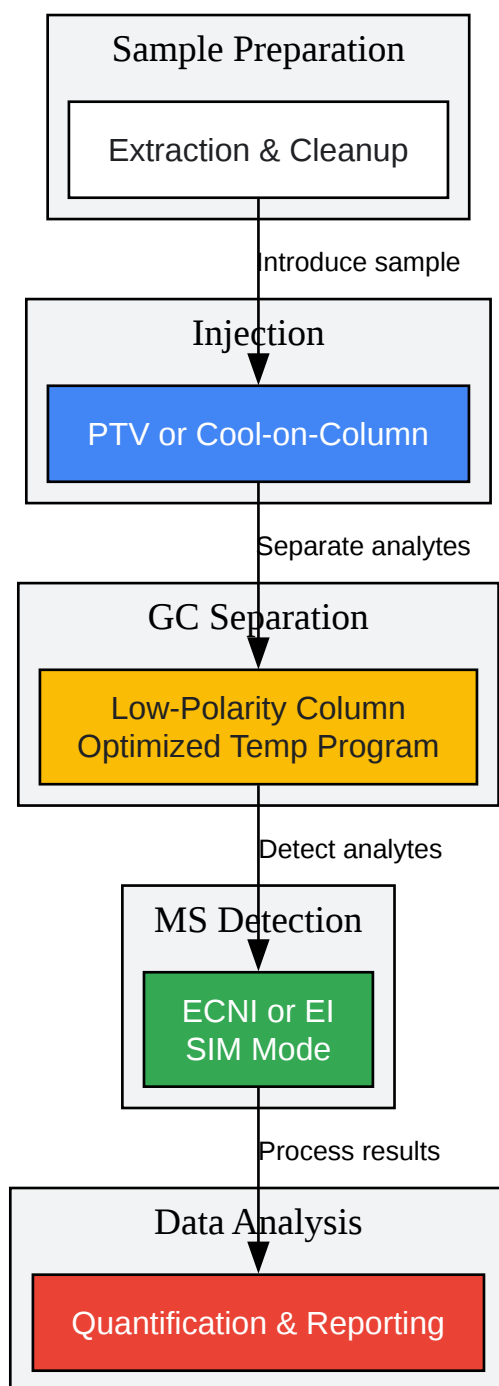 Sample Preparation
Extraction & Cleanup
Introduce sample
Injection
PTV or Cool-on-Column
Separate analytes
GC Separation
Low-Polarity Column
Optimized Temp Program
Detect analytes
MS Detection
ECNI or EI
SIM Mode
Process results
Data Analysis
Quantification & Reporting